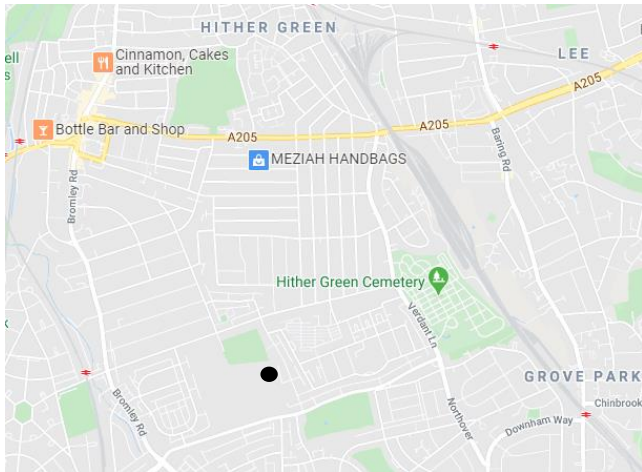 HITHER GREEN
LEE
Cinnamon, Cakes
and Kitchen
A205
Bottle Bar and Shop
A205
A205
MEZIAH HANDBAGS
Baring Rd
Bromley Rd
Hither Green Cemetery
Verdant Ln
GROVE PARK
Bromley Rd
Northover
Chinbrook
Downham Way